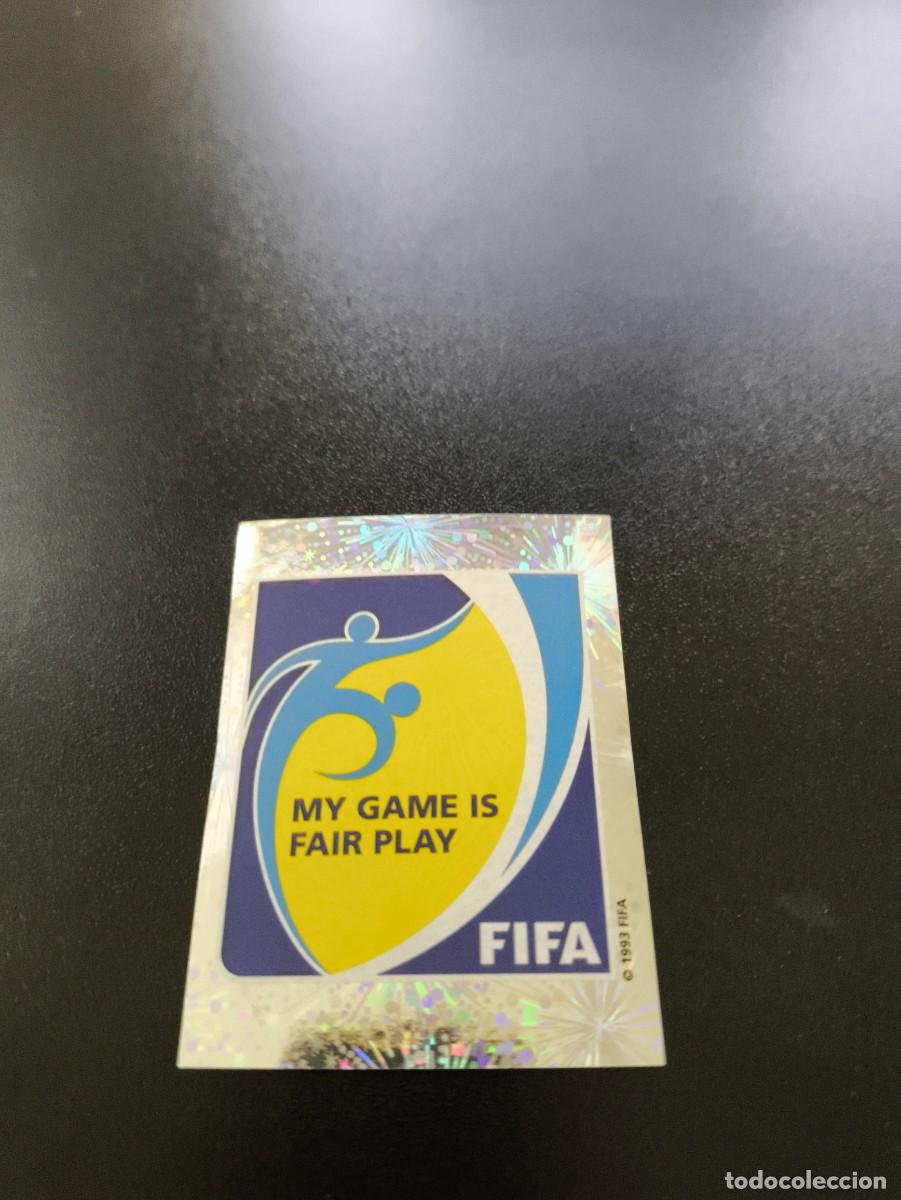 MY GAME IS
FAIR PLAY
FIFA
© 1993 FIFA
todocoleccion